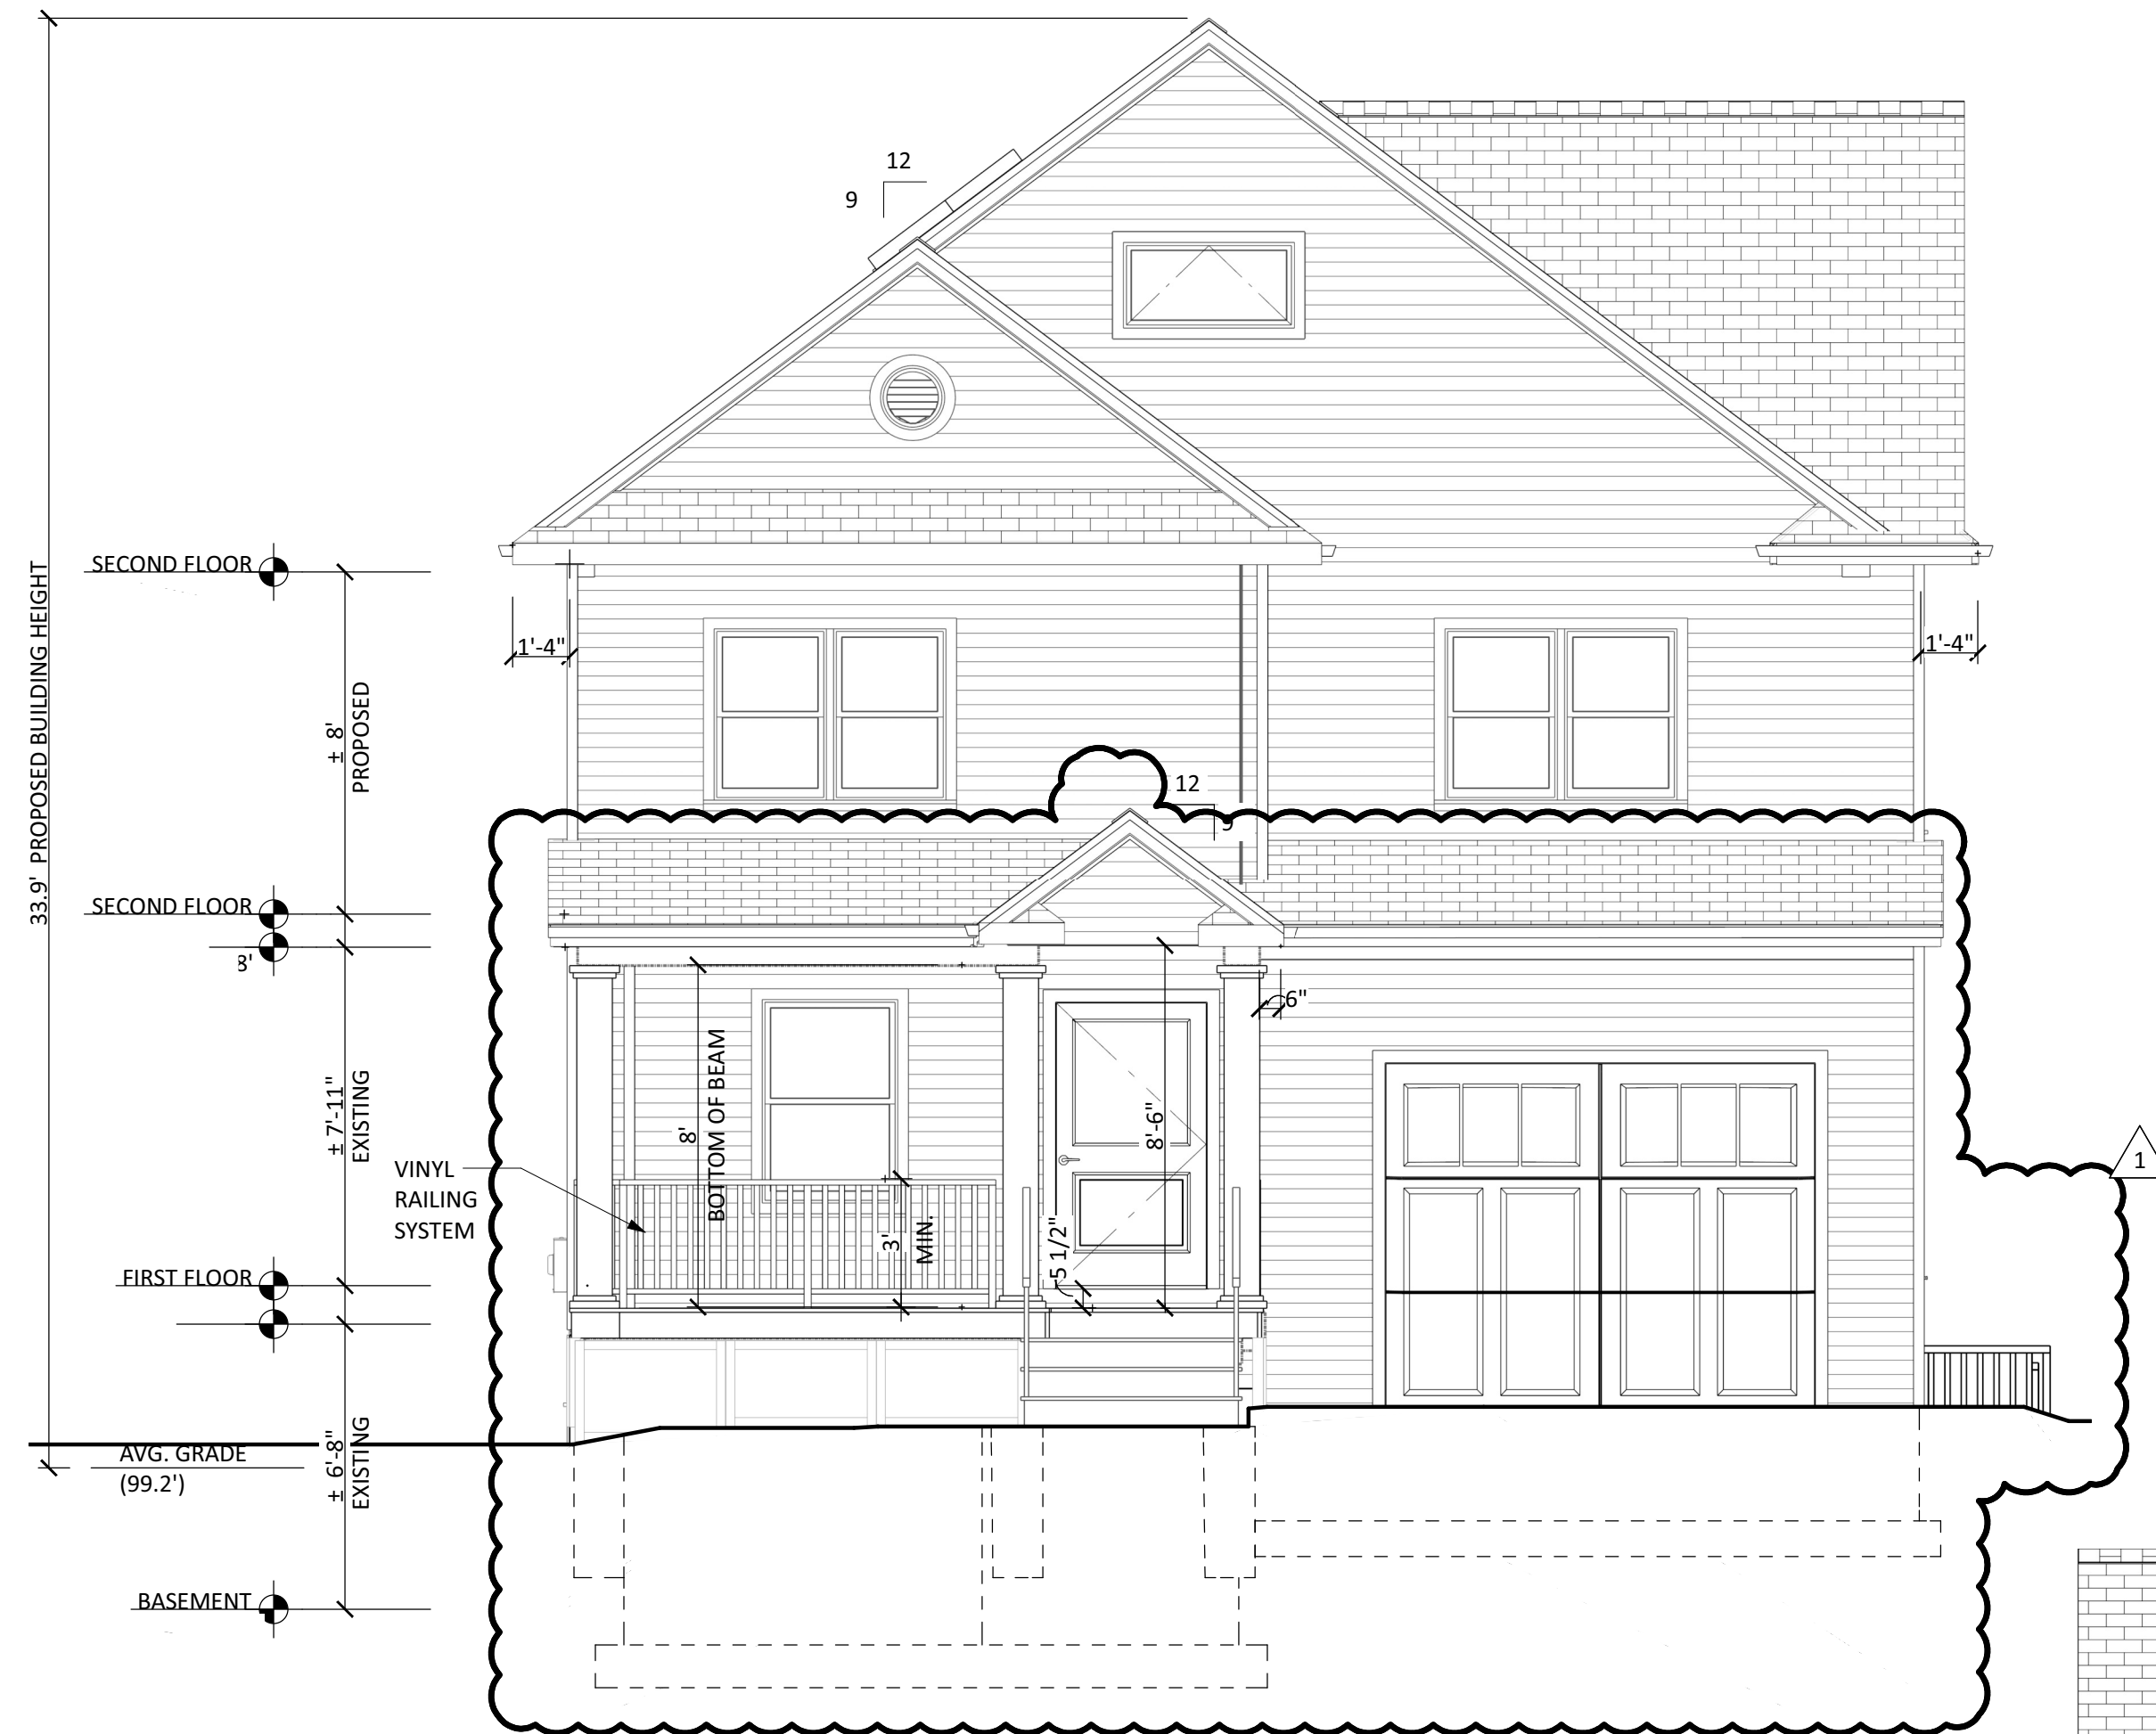 12
9
33.9' PROPOSED BUILDING HEIGHT
SECOND FLOOR
1'-4"
1'-4"
± 8'
PROPOSED
12
9
SECOND FLOOR
8'
6"
± 7'-11"
EXISTING
8'
BOTTOM OF BEAM
8'-6"
VINYL
RAILING
SYSTEM
3'
MIN.
5 1/2"
1
FIRST FLOOR
AVG. GRADE
(99.2')
± 6'-8"
EXISTING
BASEMENT